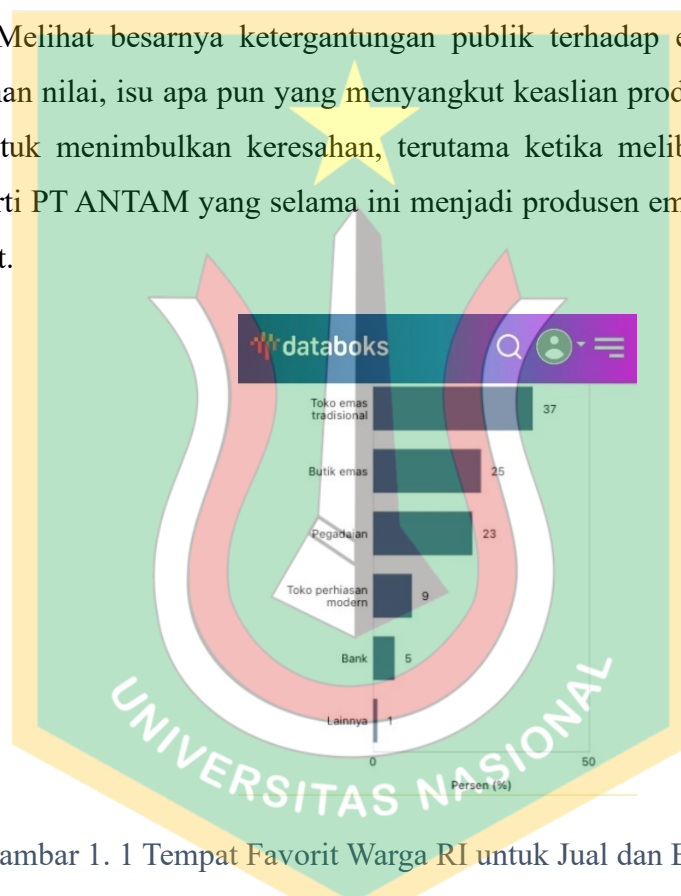 Melihat besarnya ketergantungan publik terhadap
an nilai, isu apa pun yang menyangkut keaslian
tuk menimbulkan keresahan, terutama ketika
rti PT ANTAM yang selama ini menjadi produsen
t.
databoks
Toko emas
tradisional
37
Butik emas
25
Pegadaian
23
Toko perhiasan
modern
9
Bank
5
Lainnya
1
0
50
Persen (%)
UNIVERSITAS NASIONAL
ambar 1. 1 Tempat Favorit Warga RI untuk Jual dan